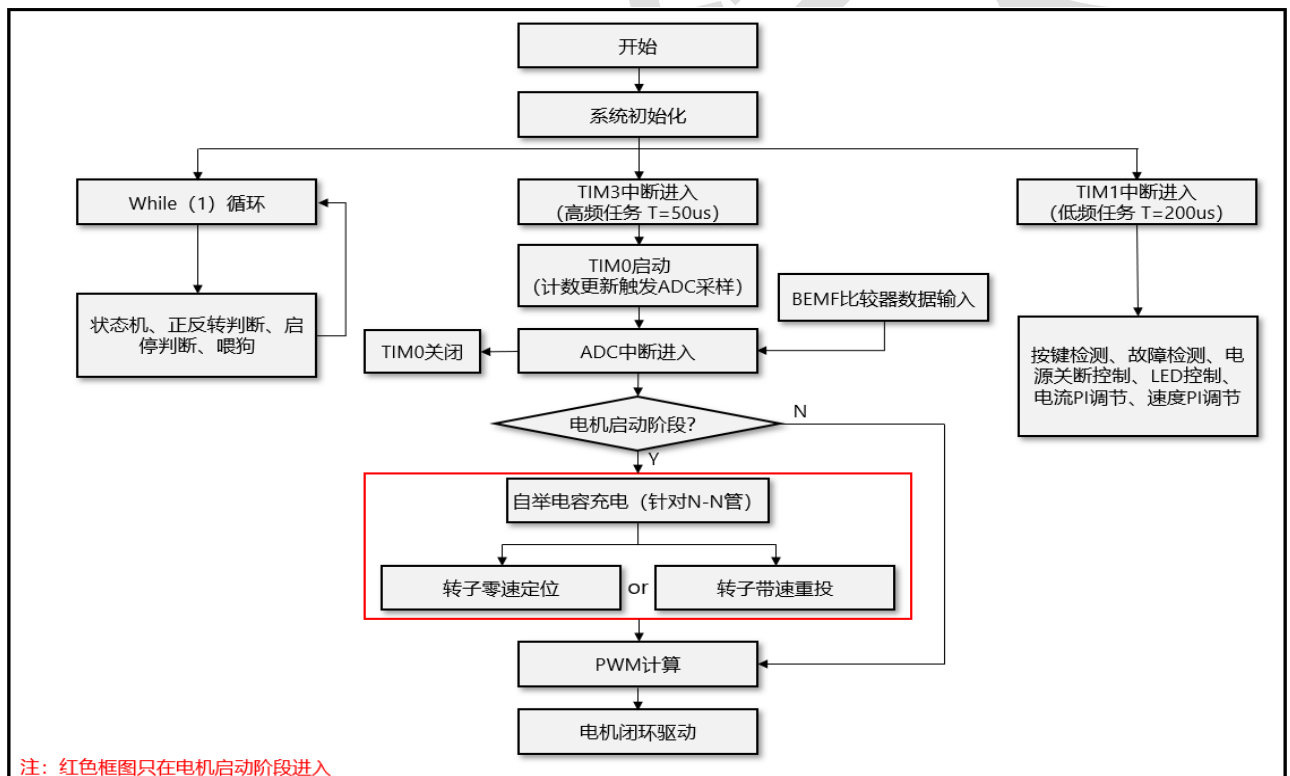 开始
系统初始化
While（1）循环
TIM3中断进入
(高频任务 T=50us)
TIM1中断进入
(低频任务 T=200us)
TIM0启动
(计数更新触发ADC采样)
BEMF比较器数据输入
状态机、正反转判断、启
停判断、喂狗
TIM0关闭
ADC中断进入
按键检测、故障检测、电
源关断控制、LED控制、
电流PI调节、速度PI调节
电机启动阶段?
N
Y
自举电容充电（针对N-N管）
转子零速定位
or
转子带速重投
PWM计算
电机闭环驱动
注：红色框图只在电机启动阶段进入